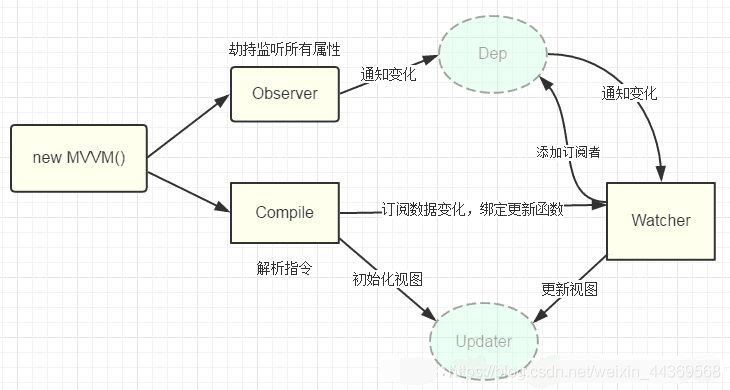 劫持监听所有属性
Dep
Observer
通知变化
通知变化
new MVVM()
添加订阅者
Compile
订阅数据变化，绑定更新函数
Watcher
解析指令
初始化视图
更新视图
Updater
https://blog.csdn.net/weixin_44369568